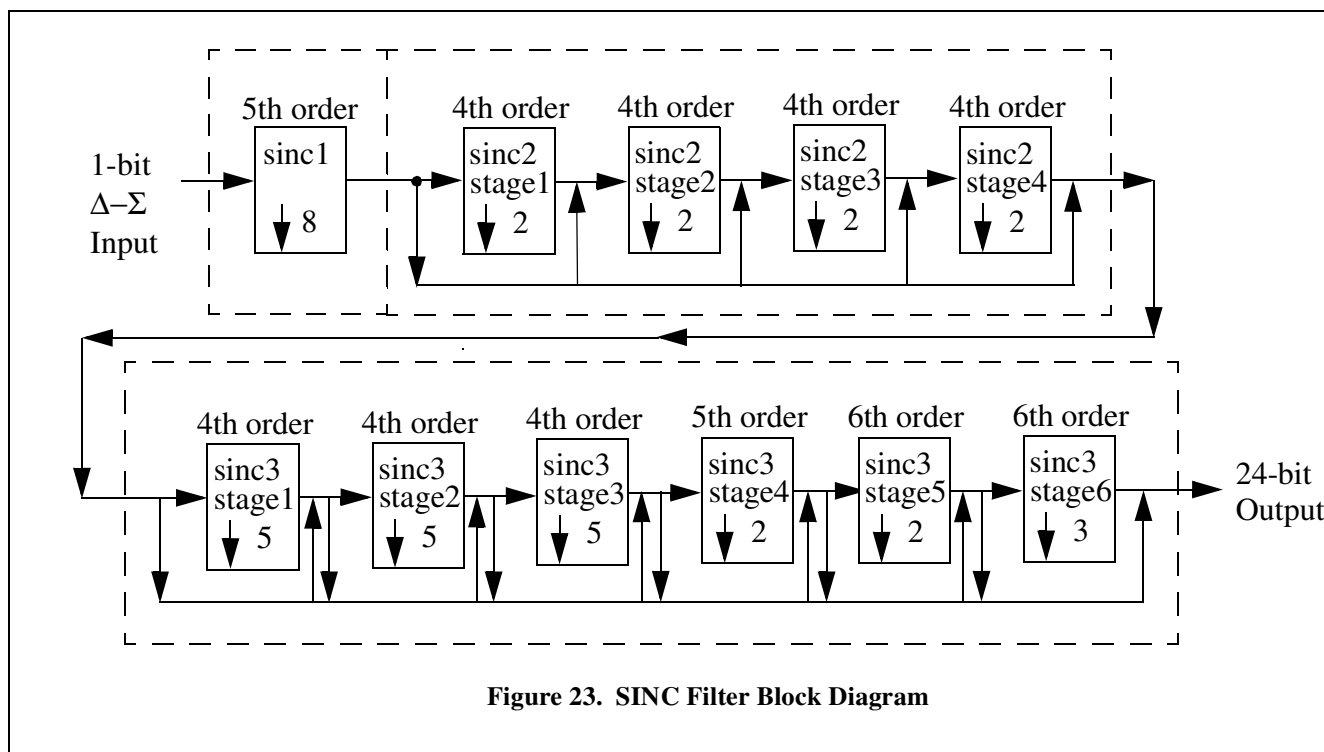 5th order
4th order
4th order
4th order
4th order
1-bit
Δ–Σ
Input
sinc1
8
sinc2
stage1
2
sinc2
stage2
2
sinc2
stage3
2
sinc2
stage4
2
4th order
4th order
4th order
5th order
6th order
6th order
sinc3
stage1
5
sinc3
stage2
5
sinc3
stage3
5
sinc3
stage4
2
sinc3
stage5
2
sinc3
stage6
3
24-bit
Output
Figure 23. SINC Filter Block Diagram